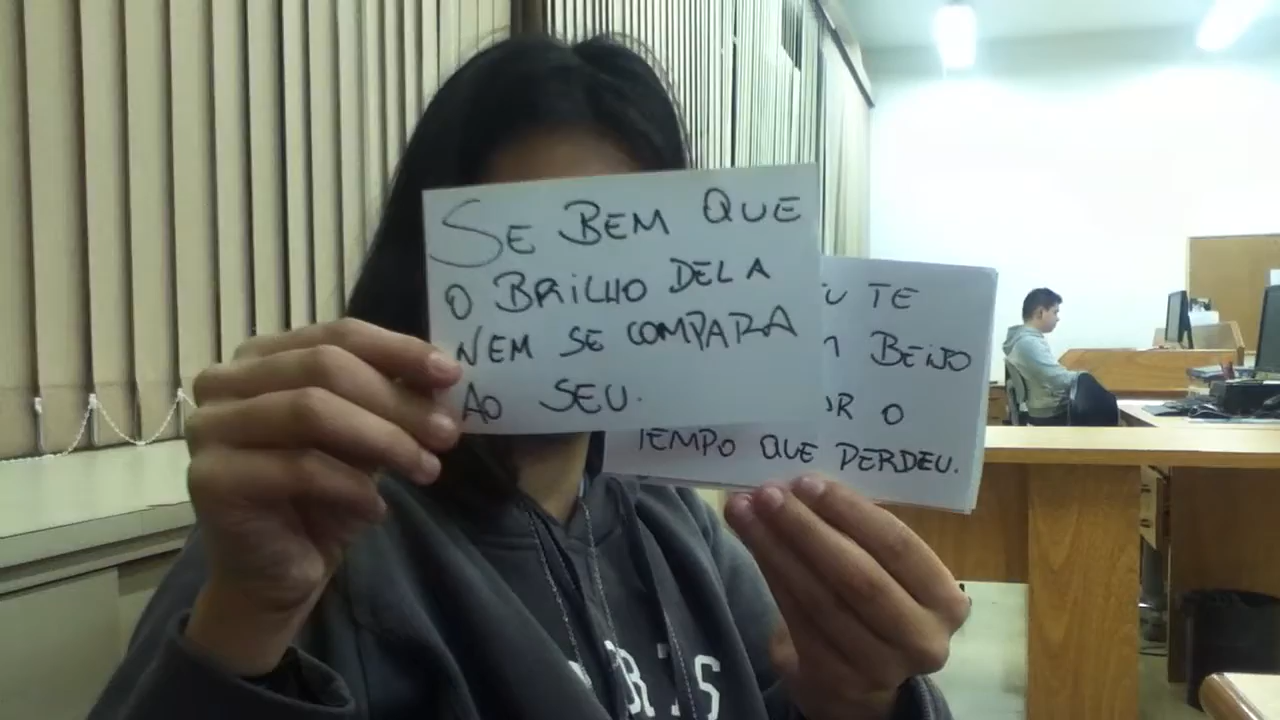 SE BEM QUE
O BRILHO DELA
NEM SE COMPARA
AO SEU.
TE
BEIJO
O
TEMPO QUE PERDEU.